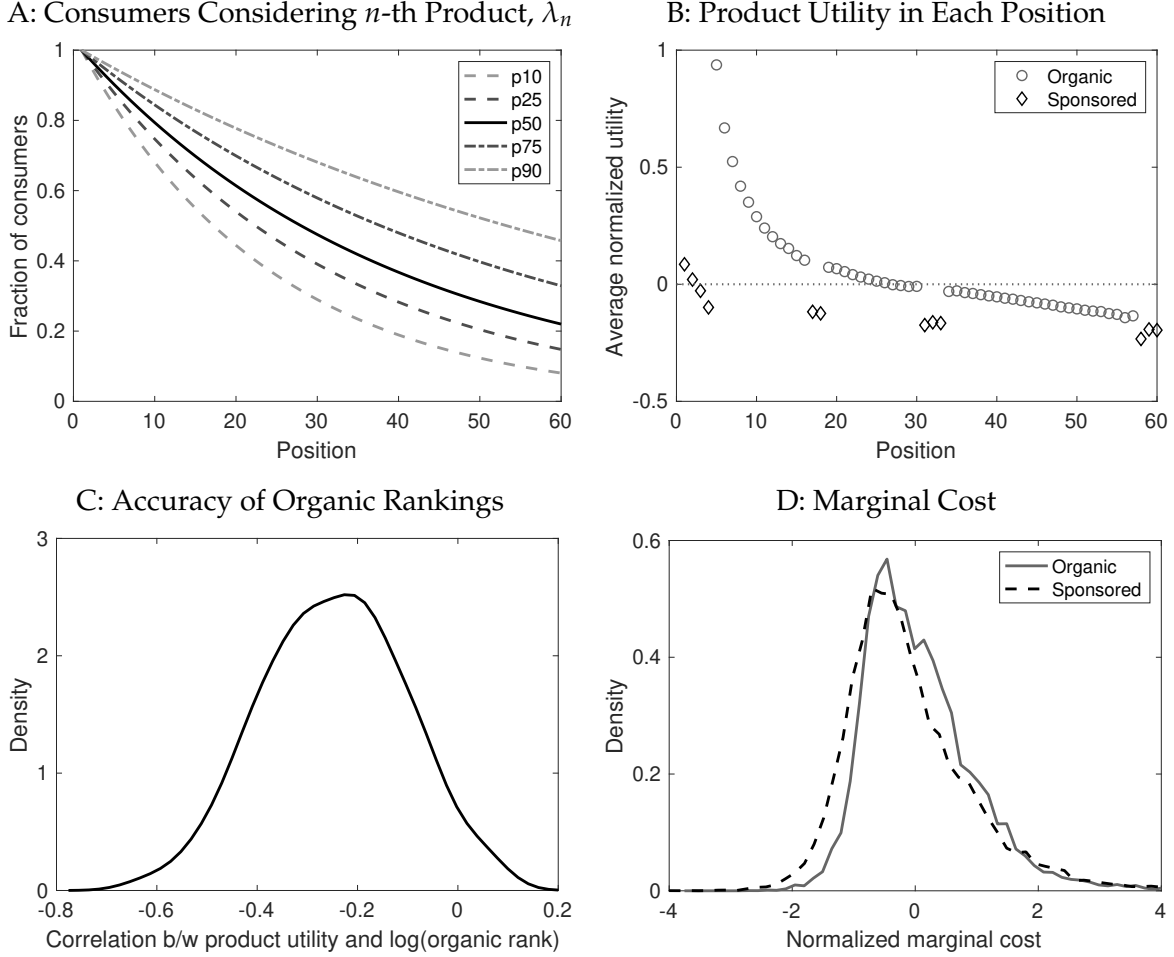 A: Consumers Considering n-th Product, λn
1
0.8
0.6
0.4
0.2
0
Fraction of consumers
p10
p25
p50
p75
p90
0 10 20 30 40 50 60
Position
B: Product Utility in Each Position
1
0.5
0
-0.5
Average normalized utility
Organic
Sponsored
0 10 20 30 40 50 60
Position
C: Accuracy of Organic Rankings
3
2
1
0
Density
-0.8 -0.6 -0.4 -0.2 0 0.2
Correlation b/w product utility and log(organic rank)
D: Marginal Cost
0.6
0.4
0.2
0
Density
Organic
Sponsored
-4 -2 0 2 4
Normalized marginal cost